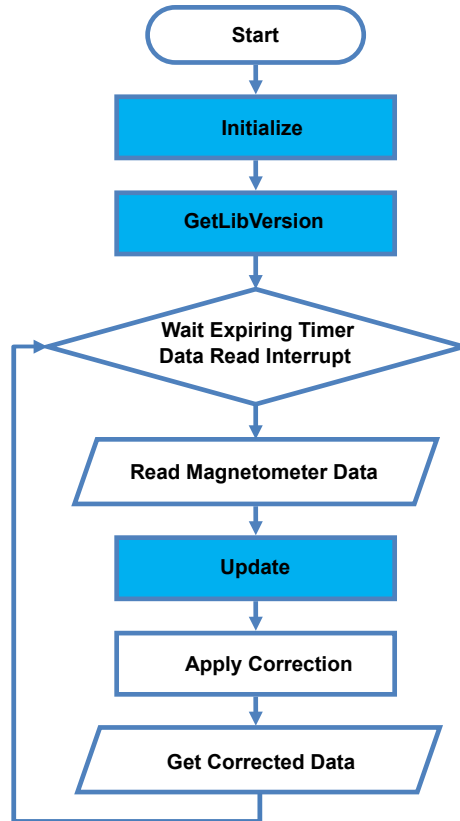 Start
Initialize
GetLibVersion
Wait Expiring Timer
Data Read Interrupt
Read Magnetometer Data
Update
Apply Correction
Get Corrected Data